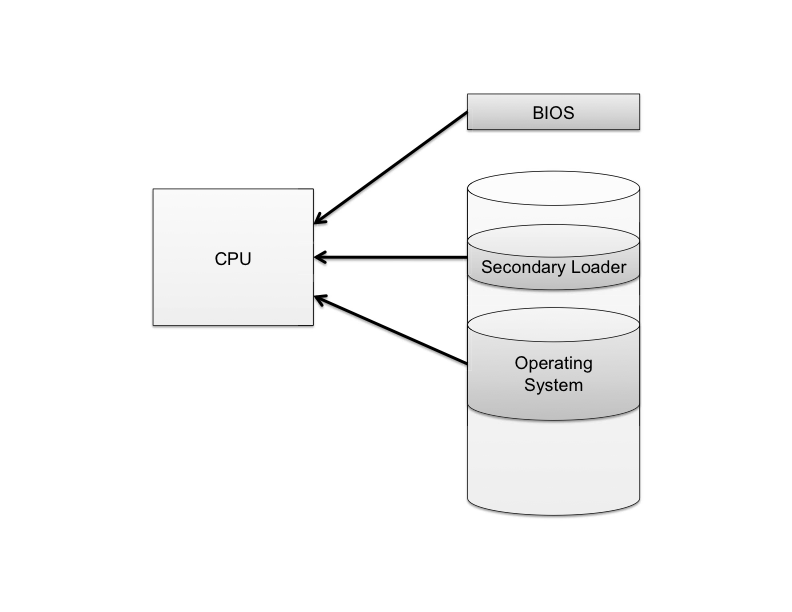 BIOS
CPU
Secondary Loader
Operating
System